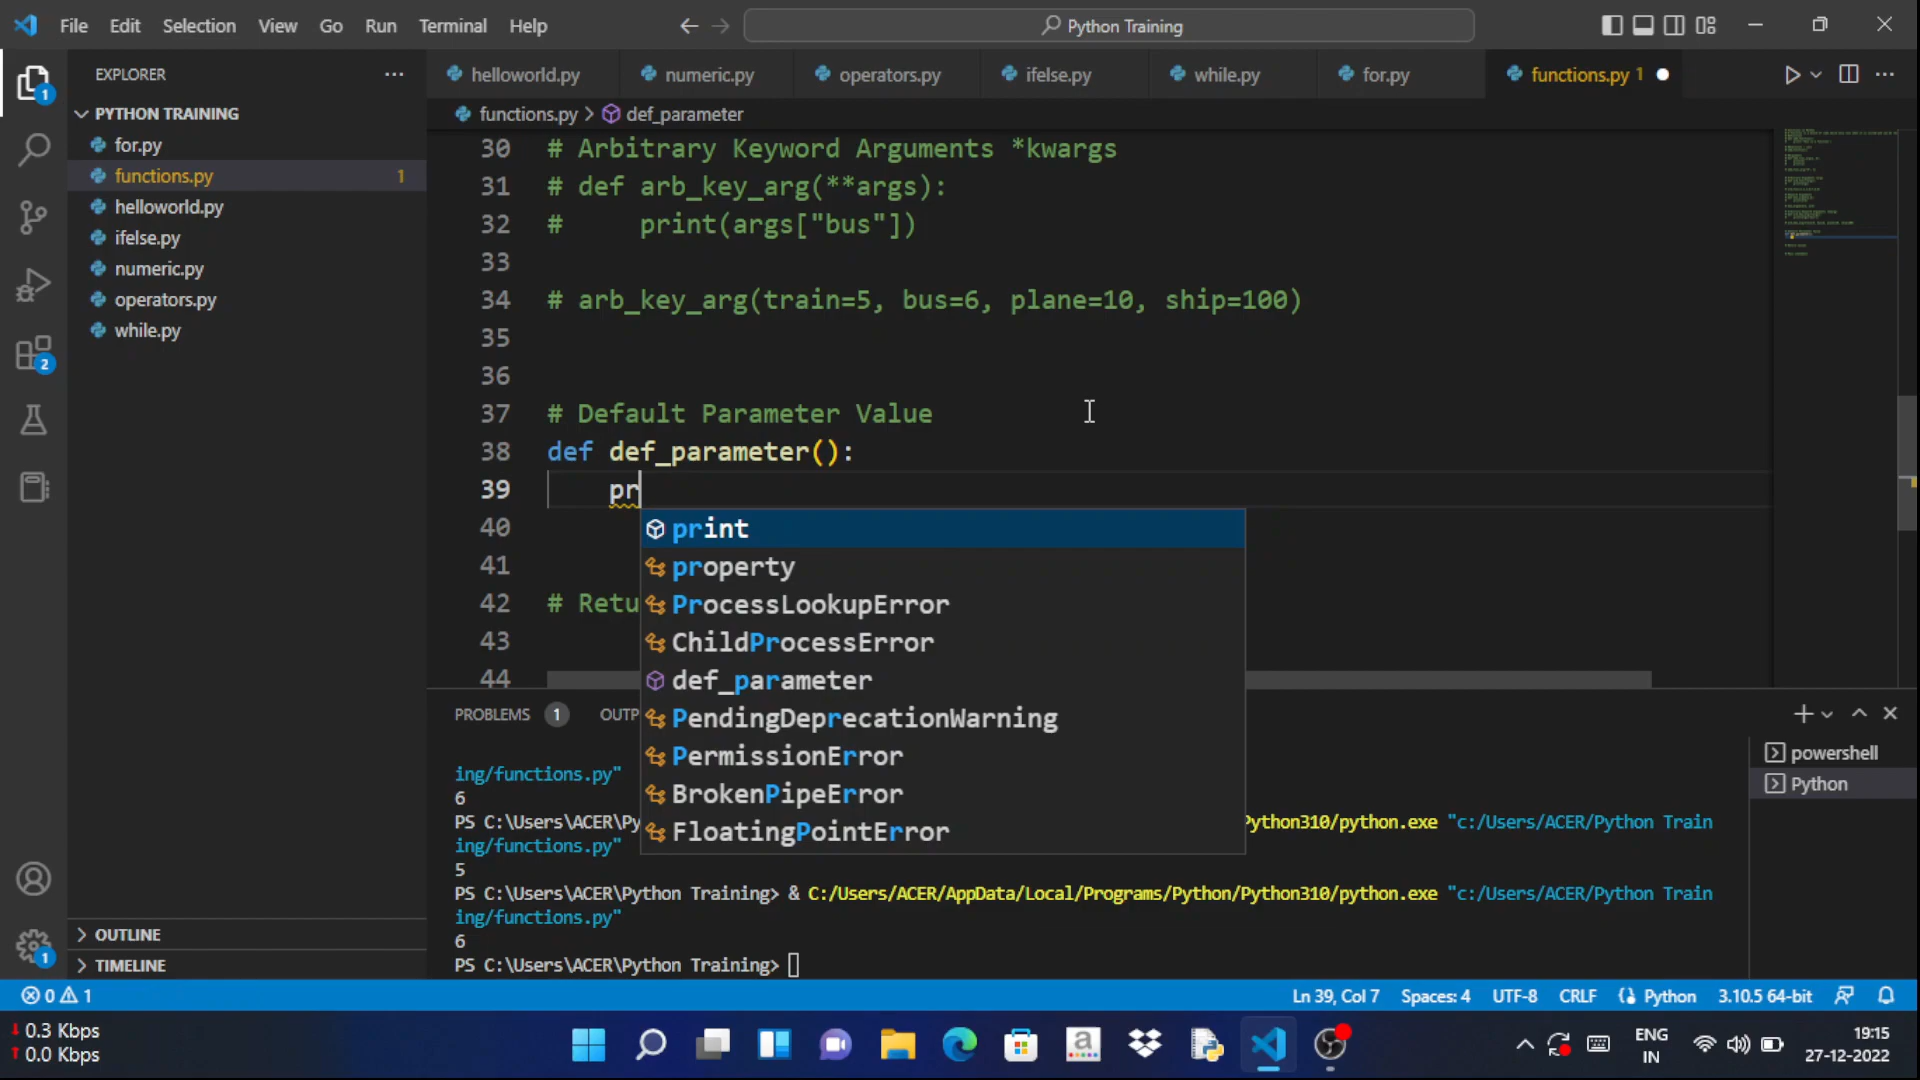 File Edit Selection View Go Run Terminal Help
Python Training
EXPLORER
helloworld.py numeric.py operators.py ifelse.py while.py for.py functions.py 1
PYTHON TRAINING
for.py
functions.py 1
helloworld.py
ifelse.py
numeric.py
operators.py
while.py
functions.py > def_parameter
30 # Arbitrary Keyword Arguments *kwargs
31 # def arb_key_arg(**args):
32 #     print(args["bus"])
33
34 # arb_key_arg(train=5, bus=6, plane=10, ship=100)
35
36
37 # Default Parameter Value
38 def def_parameter():
39     pr
40
41
42 # Retu
43
44
print
property
ProcessLookupError
ChildProcessError
def_parameter
PendingDeprecationWarning
PermissionError
BrokenPipeError
FloatingPointError
PROBLEMS 1 OUTP
powershell
Python
ing/functions.py"
6
PS C:\Users\ACER\Py Python310/python.exe "c:/Users/ACER/Python Train
ing/functions.py"
5
PS C:\Users\ACER\Python Training> & C:/Users/ACER/AppData/Local/Programs/Python/Python310/python.exe "c:/Users/ACER/Python Train
ing/functions.py"
6
PS C:\Users\ACER\Python Training>
OUTLINE
TIMELINE
1
2
1
0 1
Ln 39, Col 7 Spaces: 4 UTF-8 CRLF Python 3.10.5 64-bit
0.3 Kbps
0.0 Kbps
a
ENG
IN
19:15
27-12-2022